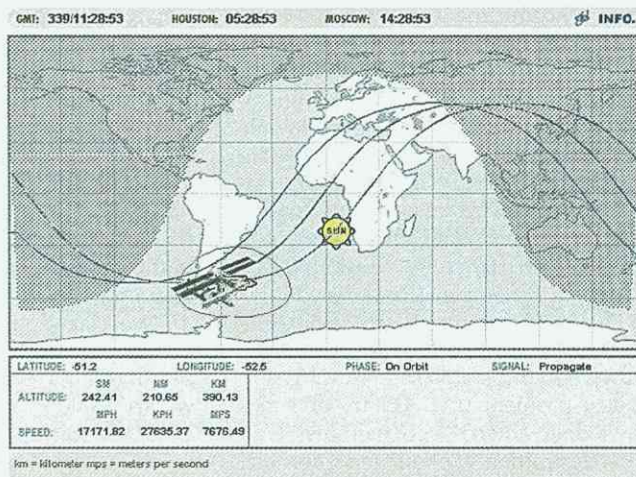 GMT: 339/11:28:53 HOUSTON: 05:28:53 MOSCOW: 14:28:53 INFO.
SUN
LATITUDE: -51.2 LONGITUDE: -52.5 PHASE: On Orbit SIGNAL: Propagate
SM NM KM
ALTITUDE: 242.41 210.65 390.13
MPH KPH MPS
SPEED: 17171.82 27635.37 7676.49
km = kilometer mps = meters per second